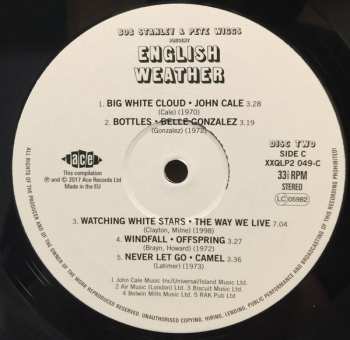 BOB STANLEY & PETE WIGGS
PRESENT
ENGLISH
WEATHER
1. BIG WHITE CLOUD • JOHN CALE 3.28
(Cale) (1970)
2. BOTTLES • BELLE GONZALEZ 3.19
(Gonzalez) (1972)
ace
This compilation
℗ and © 2017 Ace Records Ltd
Made in the EU
DISC TWO
SIDE C
XXQLP2 049-C
33⅓ RPM
STEREO
LC 05982
3. WATCHING WHITE STARS • THE WAY WE LIVE 7.04
(Clayton, Milne) (1998)
4. WINDFALL • OFFSPRING 3.27
(Brayn, Howard) (1972)
5. NEVER LET GO • CAMEL 3.36
(Latimer) (1973)
1 John Cale Music Inc/Universal/Island Music Ltd.
2 Air Music (London) Ltd. 3 Biscuit Music Ltd.
4 Belwin Mills Music Ltd. 5 RAK Pub Ltd
ALL RIGHTS OF THE PRODUCER AND OF THE OWNER OF THE WORK REPRODUCED RESERVED. UNAUTHORISED COPYING, HIRING, LENDING, PUBLIC PERFORMANCE AND BROADCASTING OF THIS RECORDING PROHIBITED.